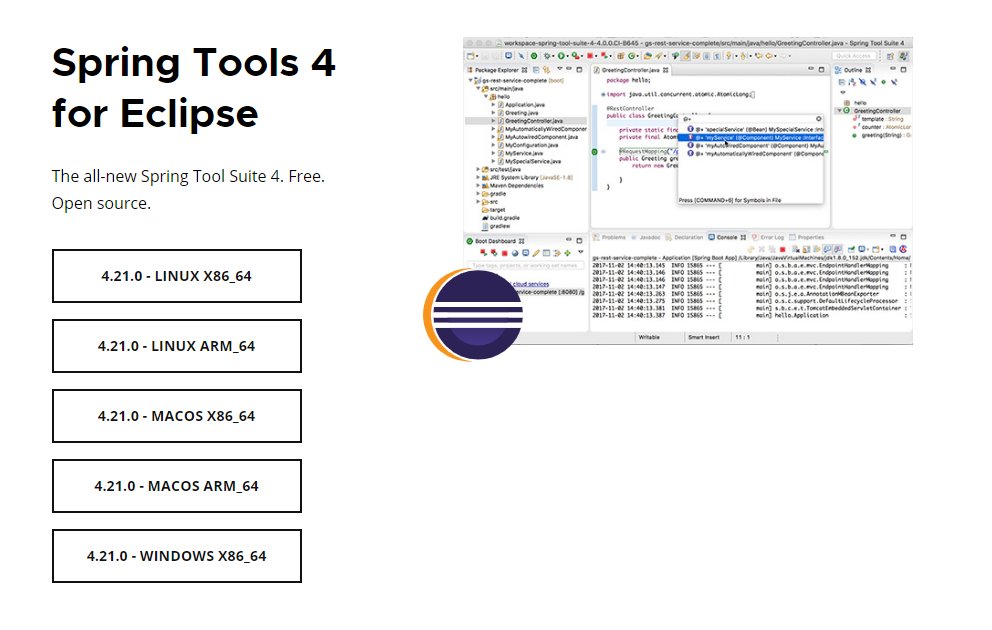 Spring Tools 4
for Eclipse
The all-new Spring Tool Suite 4. Free.
Open source.
4.21.0 - LINUX X86_64
4.21.0 - LINUX ARM_64
4.21.0 - MACOS X86_64
4.21.0 - MACOS ARM_64
4.21.0 - WINDOWS X86_64
workspace-spring-tool-suite-4-4.0.0.CI-B645 - gs-rest-service-complete/src/main/java/hello/GreetingController.java - Spring Tool Suite 4
Quick Access
Package Explorer
gs-rest-service-complete [boot]
src/main/java
hello
Application.java
Greeting.java
GreetingController.java
MyAutomaticallyWiredComponen
MyAutowiredComponent.java
MyConfiguration.java
MyService.java
MySpecialService.java
src/test/java
JRE System Library [JavaSE-1.8]
Maven Dependencies
gradle
src
target
build.gradle
gradlew
GreetingController.java
package hello;
import java.util.concurrent.atomic.AtomicLong;
@RestController
public class GreetingCont
private static fin
private final Atom
@RequestMapping("/
public Greeting gre
return new Gree
}
}
@+
@+ 'specialService' (@Bean) MySpecialService
@+ 'myService' (@Component) MyService
@+ 'myAutowiredComponent' (@Component) MyAu
@+ 'myAutomaticallyWiredComponent' (@Compon
Press [COMMAND+6] for Symbols in File
Outline
hello
GreetingController
template : String
counter : AtomicLon
greeting(String) : G
Boot Dashboard
Type tags, projects, or working set names
cloud services
service-complete [:8080] /g
Problems
Javadoc
Declaration
Console
Error Log
Properties
gs-rest-service-complete - Application [Spring Boot App] /Library/Java/JavaVirtualMachines/jdk1.8.0_152.jdk/Contents/Home/
2017-11-02 14:40:13.145 INFO 15865 --- [ main] o.s.b.a.e.mvc.EndpointHandlerMapping :
2017-11-02 14:40:13.146 INFO 15865 --- [ main] o.s.b.a.e.mvc.EndpointHandlerMapping :
2017-11-02 14:40:13.146 INFO 15865 --- [ main] o.s.b.a.e.mvc.EndpointHandlerMapping :
2017-11-02 14:40:13.147 INFO 15865 --- [ main] o.s.b.a.e.mvc.EndpointHandlerMapping :
2017-11-02 14:40:13.263 INFO 15865 --- [ main] o.s.j.e.a.AnnotationMBeanExporter :
2017-11-02 14:40:13.275 INFO 15865 --- [ main] o.s.c.support.DefaultLifecycleProcessor :
2017-11-02 14:40:13.381 INFO 15865 --- [ main] s.b.c.e.t.TomcatEmbeddedServletContainer :
2017-11-02 14:40:13.387 INFO 15865 --- [ main] hello.Application :
Writable
Smart Insert
11 : 1